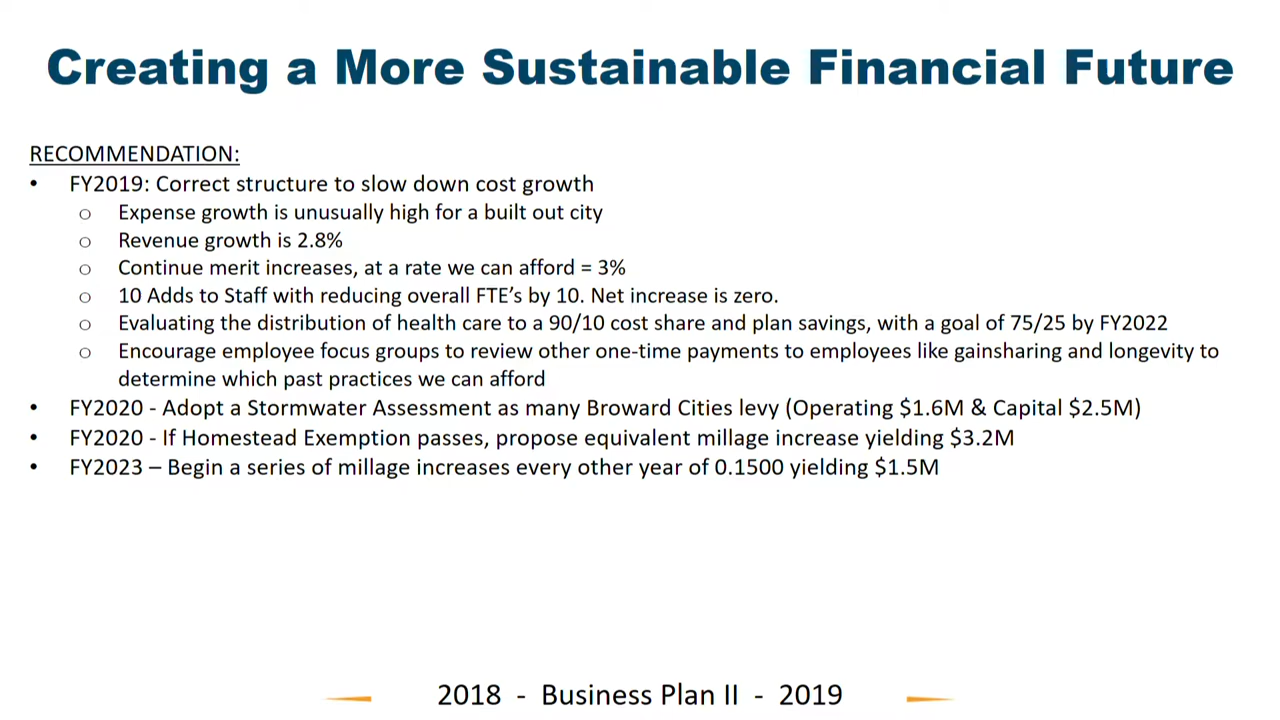 Creating a More Sustainable Financial Future
RECOMMENDATION:
• FY2019: Correct structure to slow down cost growth
o Expense growth is unusually high for a built out city
o Revenue growth is 2.8%
o Continue merit increases, at a rate we can afford = 3%
o 10 Adds to Staff with reducing overall FTE’s by 10. Net increase is zero.
o Evaluating the distribution of health care to a 90/10 cost share and plan savings, with a goal of 75/25 by FY2022
o Encourage employee focus groups to review other one-time payments to employees like gainsharing and longevity to
determine which past practices we can afford
• FY2020 - Adopt a Stormwater Assessment as many Broward Cities levy (Operating $1.6M & Capital $2.5M)
• FY2020 - If Homestead Exemption passes, propose equivalent millage increase yielding $3.2M
• FY2023 – Begin a series of millage increases every other year of 0.1500 yielding $1.5M
2018 - Business Plan II - 2019